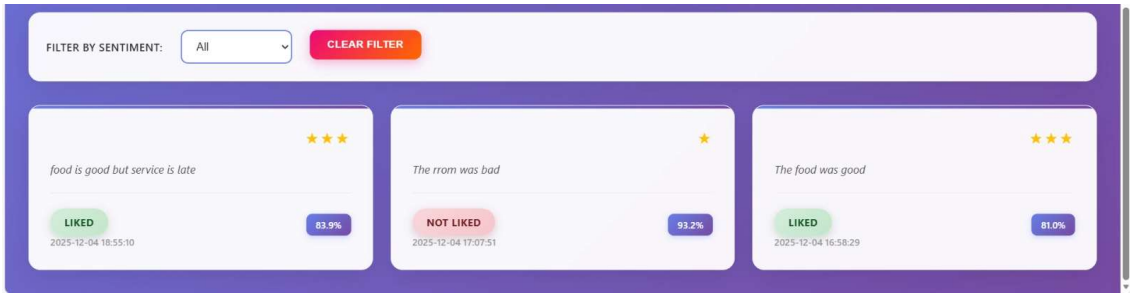 FILTER BY SENTIMENT: All CLEAR FILTER
★★★
food is good but service is late
LIKED 83.9%
2025-12-04 18:55:10
★
The rrom was bad
NOT LIKED 93.2%
2025-12-04 17:07:51
★★★
The food was good
LIKED 81.0%
2025-12-04 16:58:29